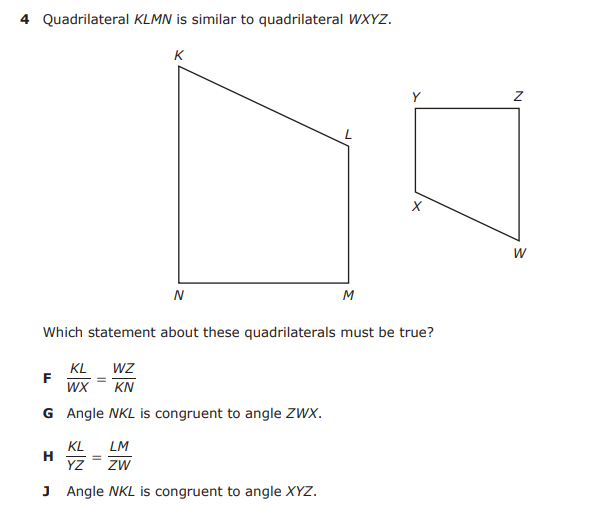 4 Quadrilateral KLMN is similar to quadrilateral WXYZ.
K
L
N
M
Y
Z
X
W
Which statement about these quadrilaterals must be true?
F KL/WX = WZ/KN
G Angle NKL is congruent to angle ZWX.
H KL/YZ = LM/ZW
J Angle NKL is congruent to angle XYZ.